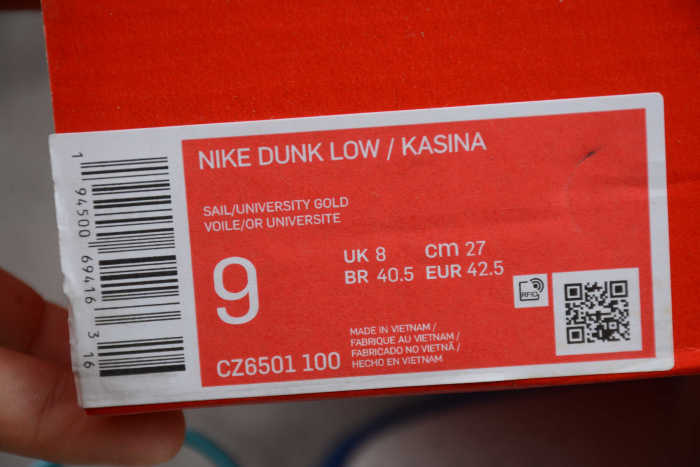 NIKE DUNK LOW / KASINA
SAIL/UNIVERSITY GOLD
VOILE/OR UNIVERSITE
9
UK 8 cm 27
BR 40.5 EUR 42.5
RFID
MADE IN VIETNAM /
FABRIQUE AU VIETNAM /
FABRICADO NO VIETNÃ /
HECHO EN VIETNAM
CZ6501 100
1 94500 69416 3 16